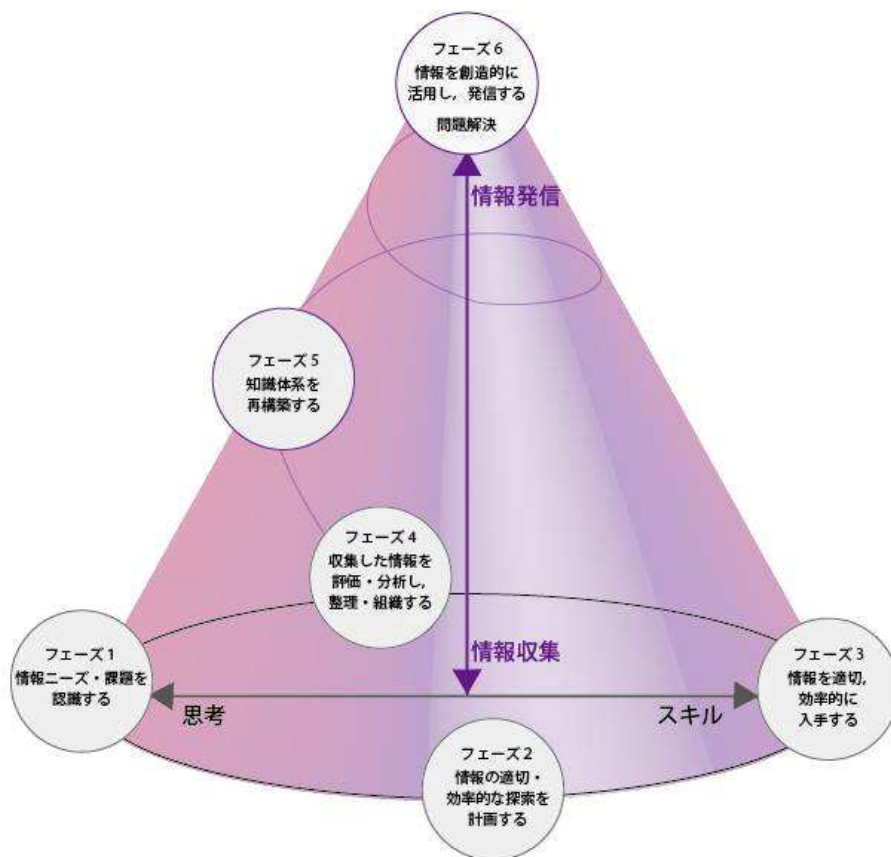 フェーズ6
情報を創造的に
活用し，発信する
問題解決
情報発信
フェーズ5
知識体系を
再構築する
フェーズ4
収集した情報を
評価・分析し，
整理・組織する
情報収集
フェーズ1
情報ニーズ・課題を
認識する
フェーズ3
情報を適切，
効率的に
入手する
思考
スキル
フェーズ2
情報の適切・
効率的な探索を
計画する